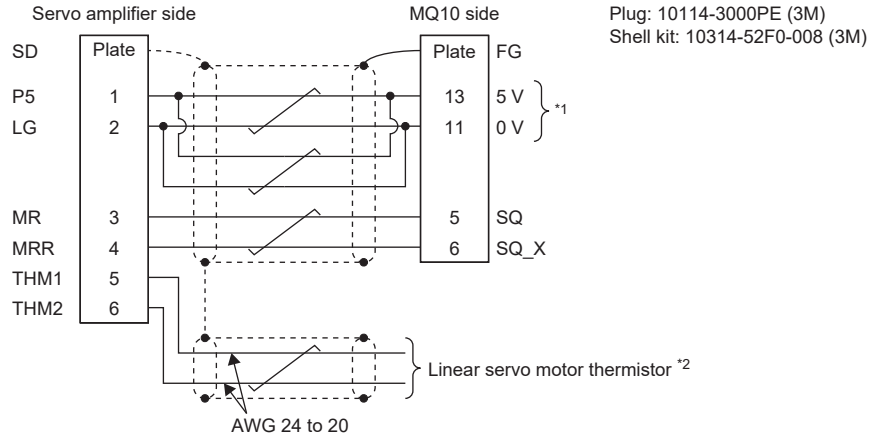 Servo amplifier side
MQ10 side
Plug: 10114-3000PE (3M)
Shell kit: 10314-52F0-008 (3M)
SD Plate Plate FG
P5 1 13 5 V
*1
LG 2 11 0 V
MR 3 5 SQ
MRR 4 6 SQ_X
THM1 5
THM2 6
Linear servo motor thermistor *2
AWG 24 to 20